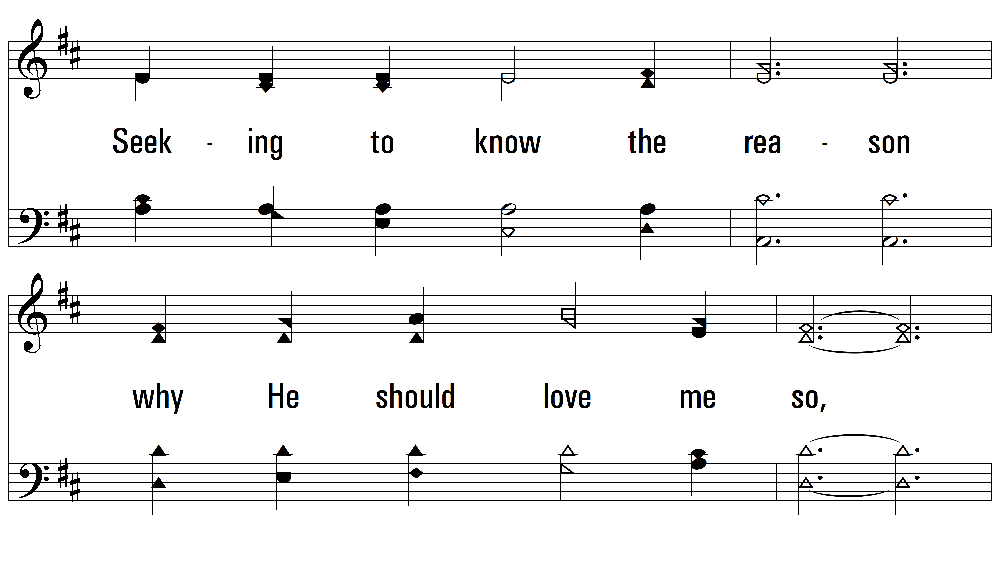 Seek - ing to know the rea - son
why He should love me so,